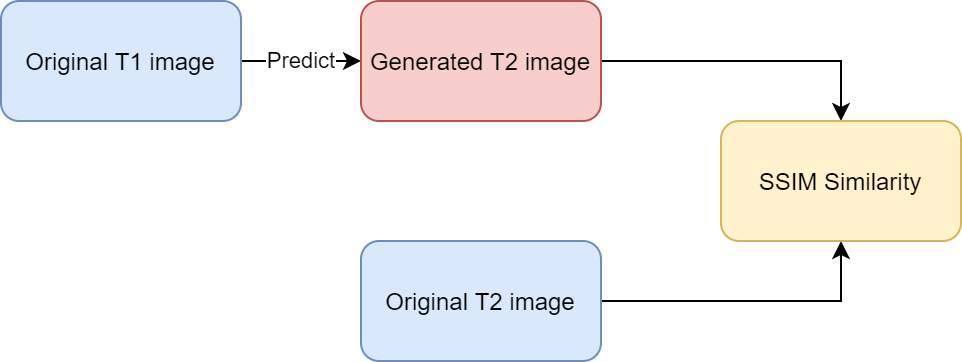 Original T1 image
Predict
Generated T2 image
SSIM Similarity
Original T2 image